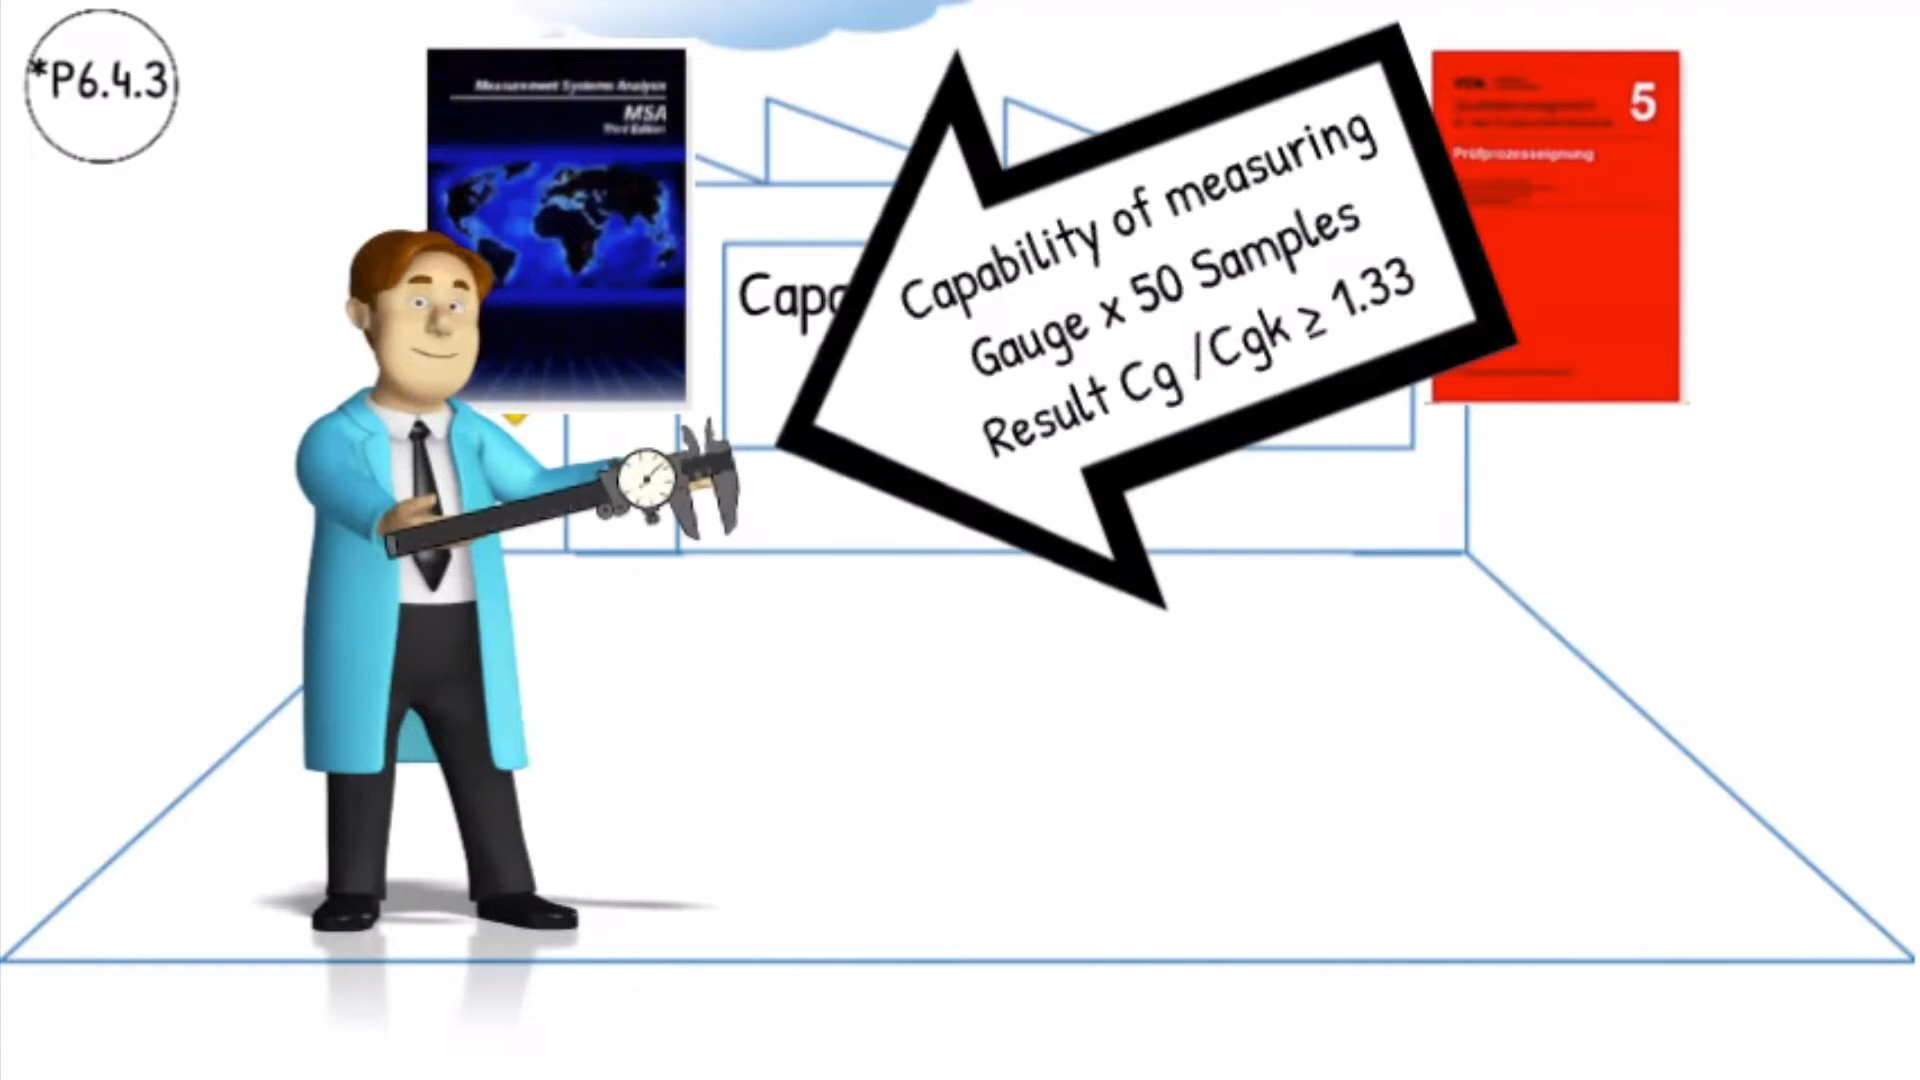 *P6.4.3
Measurement Systems Analysis
MSA
Third Edition
5
Prüfprozesseignung
Capability of measuring
Gauge x 50 Samples
Result Cg /Cgk ≥ 1.33